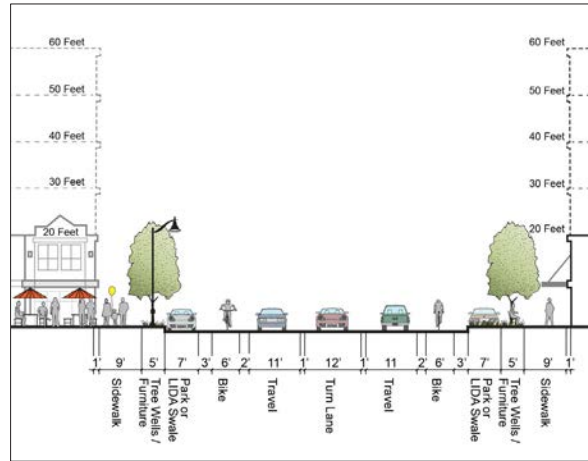 60 Feet
60 Feet
50 Feet
50 Feet
40 Feet
40 Feet
30 Feet
30 Feet
20 Feet
20 Feet
1' 9' 5' 7' 3' 6' 2' 11' 1' 12' 1' 11 2' 6' 3' 7' 5' 9' 1'
Sidewalk
Tree Wells /
Furniture
Park or
LIDA Swale
Bike
Travel
Turn Lane
Travel
Bike
Park or
LIDA Swale
Tree Wells /
Furniture
Sidewalk